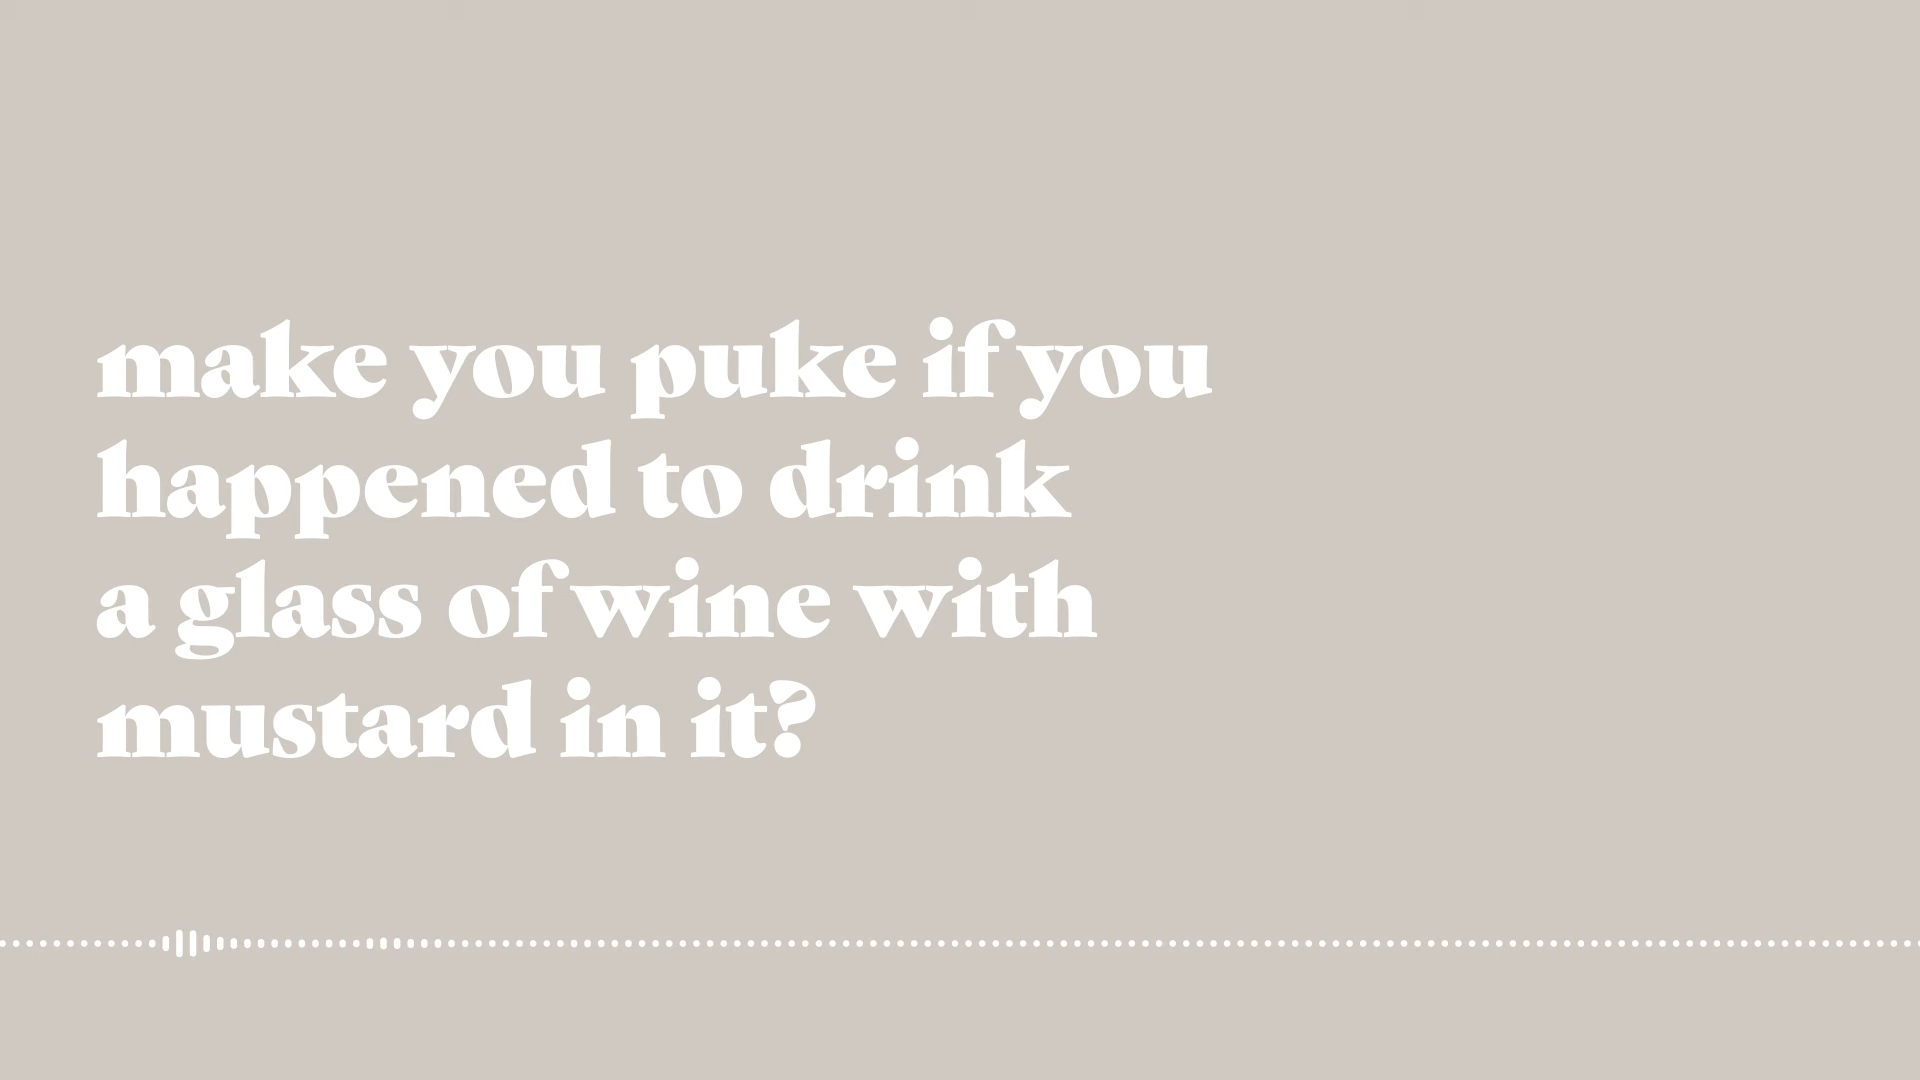 make you puke if you
happened to drink
a glass of wine with
mustard in it?